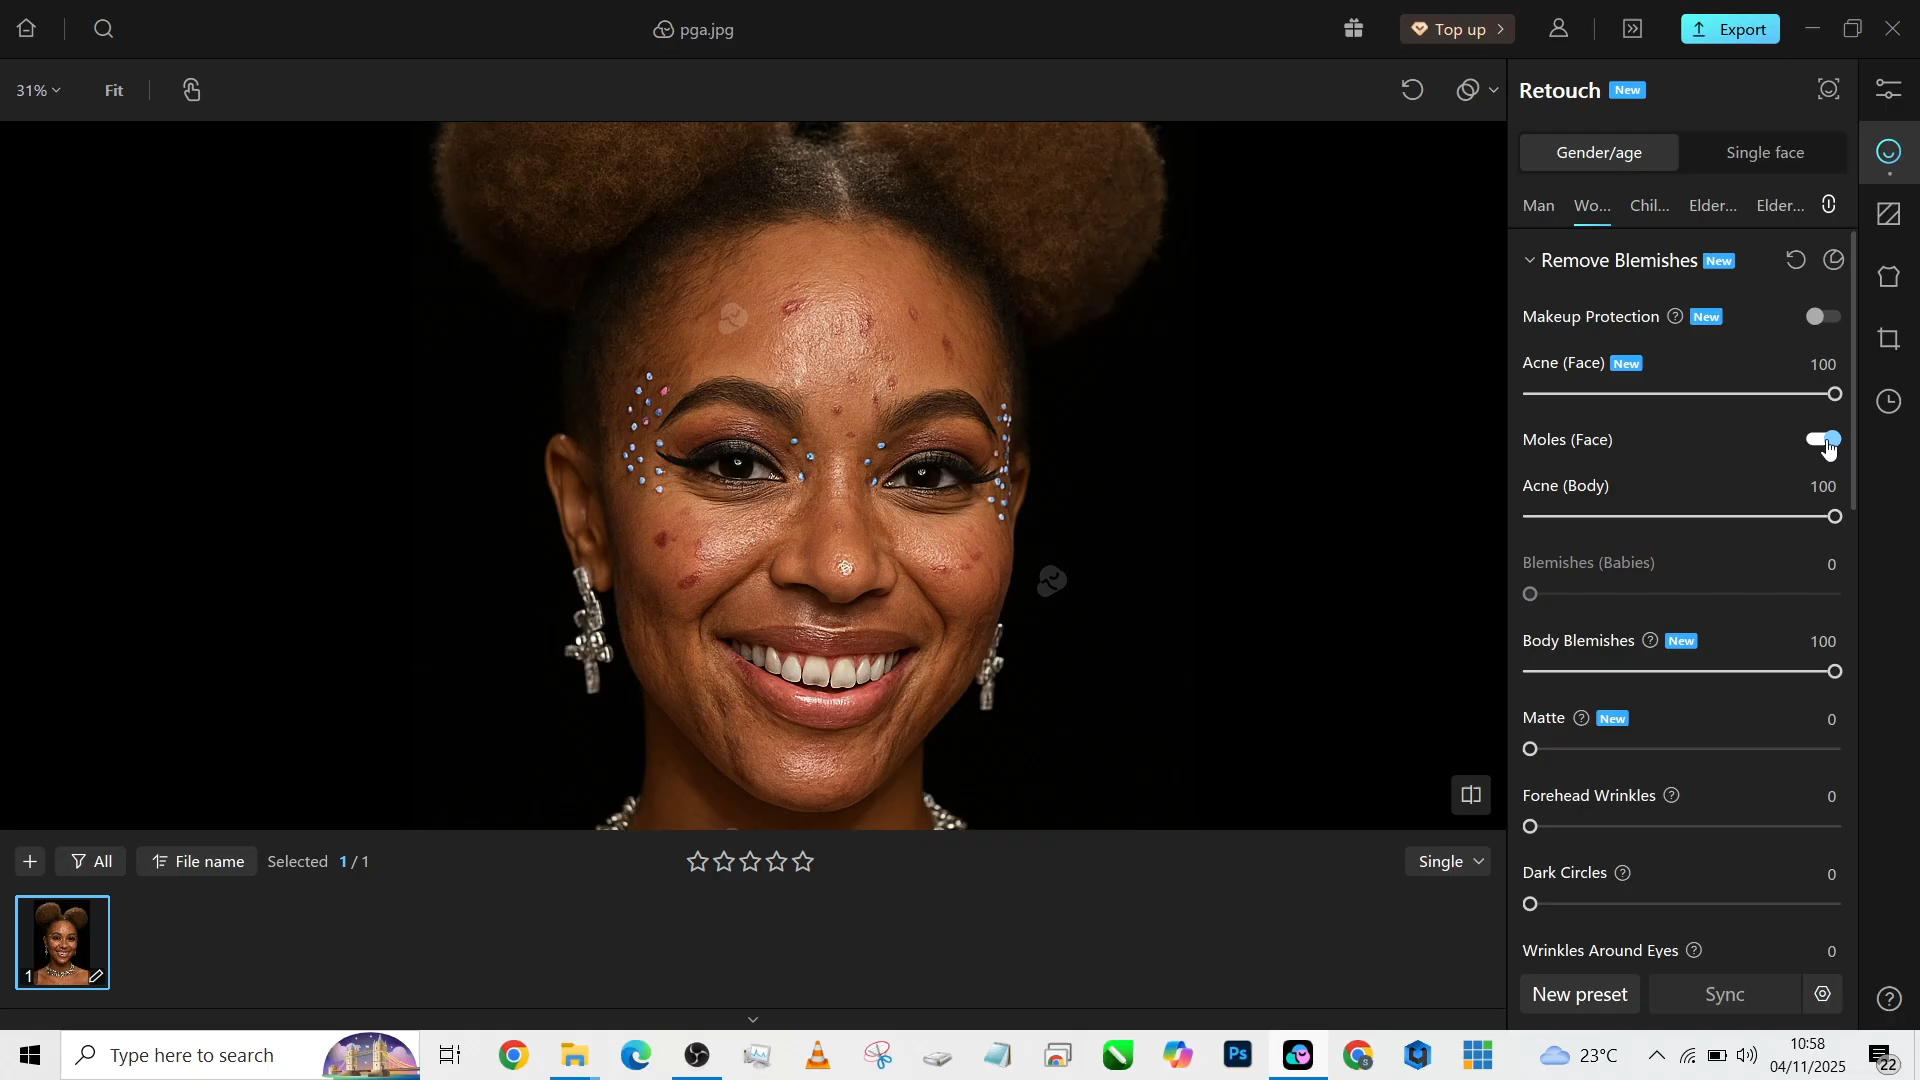 pga.jpg
Top up
Export
31%
Fit
Retouch New
Gender/age
Single face
Man
Wo...
Chil...
Elder...
Elder...
Remove Blemishes New
Makeup Protection ? New
Acne (Face) New 100
Moles (Face)
Acne (Body) 100
Blemishes (Babies) 0
Body Blemishes ? New 100
Matte ? New 0
Forehead Wrinkles ? 0
Dark Circles ? 0
Wrinkles Around Eyes ? 0
New preset
Sync
+ All
File name
Selected 1/1
Single
1
Type here to search
Ps
S
23°C
10:58
04/11/2025
22